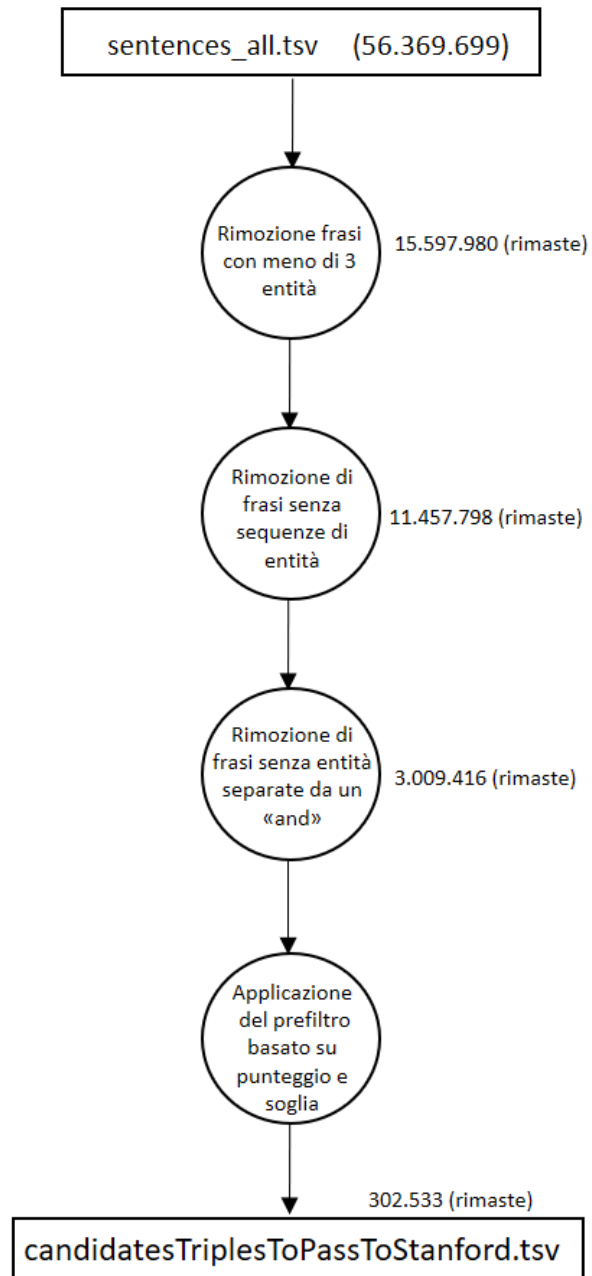 sentences_all.tsv (56.369.699)
Rimozione frasi
con meno di 3
entità
15.597.980 (rimaste)
Rimozione di
frasi senza
sequenze di
entità
11.457.798 (rimaste)
Rimozione di
frasi senza entità
separate da un
«and»
3.009.416 (rimaste)
Applicazione
del prefiltro
basato su
punteggio e
soglia
302.533 (rimaste)
candidatesTriplesToPassToStanford.tsv